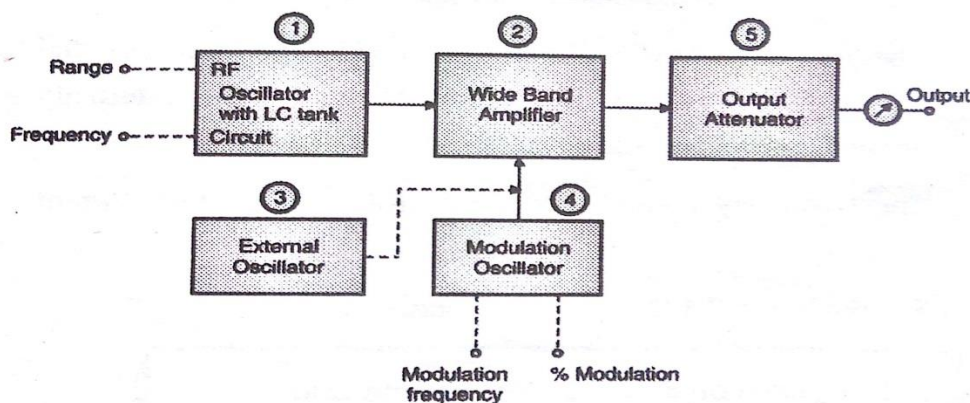 1
2
5
Range
RF
Oscillator
with LC tank
Circuit
Frequency
Wide Band
Amplifier
Output
Attenuator
Output
3
4
External
Oscillator
Modulation
Oscillator
Modulation
frequency
% Modulation